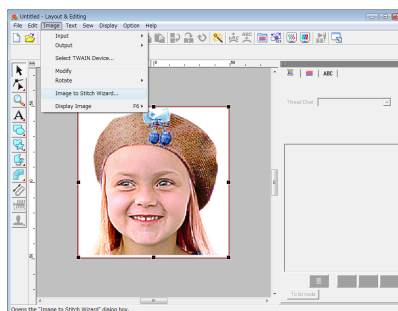 Untitled - Layout & Editing
File Edit Image Text Sew Display Option Help
Input
Output
Select TWAIN Device...
Modify
Rotate
Image to Stitch Wizard...
Display Image F6
ABC
Thread Chart
To be made
Opens the "Image to Stitch Wizard" dialog box.